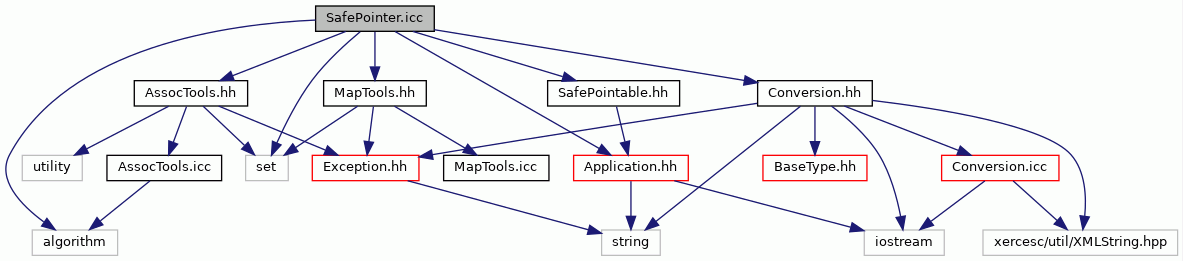 SafePointer.icc
AssocTools.hh
MapTools.hh
SafePointable.hh
Conversion.hh
utility
AssocTools.icc
set
Exception.hh
MapTools.icc
Application.hh
BaseType.hh
Conversion.icc
algorithm
string
iostream
xercesc/util/XMLString.hpp